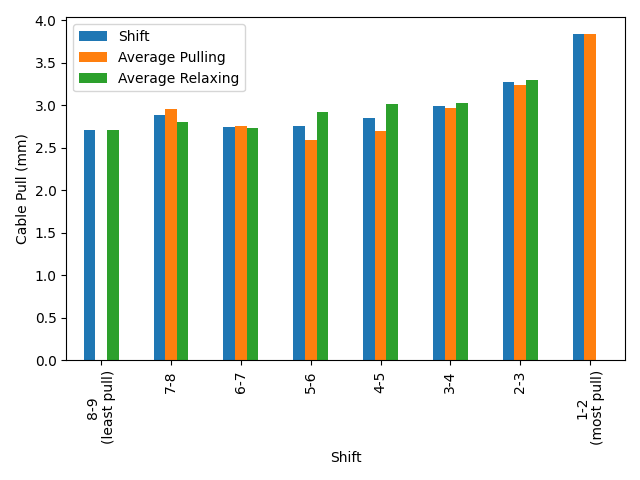 4.0
3.5
3.0
2.5
2.0
1.5
1.0
0.5
0.0
Cable Pull (mm)
Shift
Average Pulling
Average Relaxing
8-9
(least pull)
7-8
6-7
5-6
4-5
3-4
2-3
1-2
(most pull)
Shift